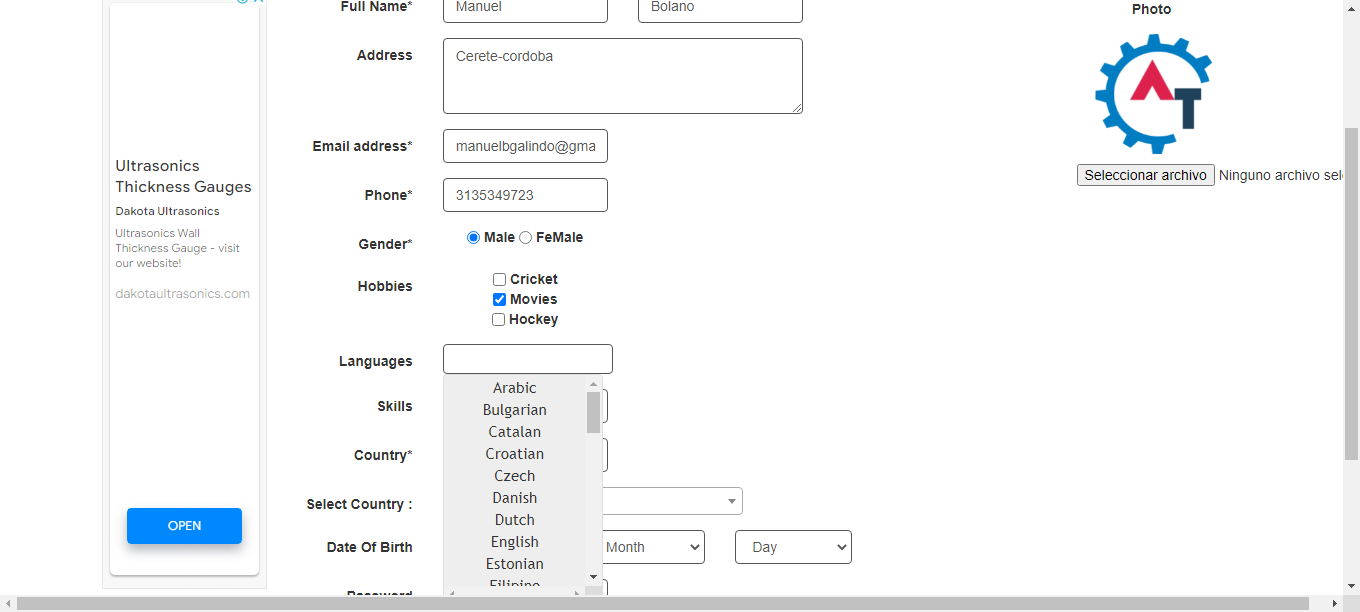 Full Name* Manuel Bolano
Photo
Address Cerete-cordoba
AT
Email address* manuelbgalindo@gma
Ultrasonics
Thickness Gauges
Seleccionar archivo Ninguno archivo sel
Phone* 3135349723
Dakota Ultrasonics
Ultrasonics Wall
Thickness Gauge - visit
our website!
dakotaultrasonics.com
Gender* Male FeMale
Hobbies Cricket
Movies
Hockey
Languages
Arabic
Skills Bulgarian
Catalan
Country* Croatian
Czech
Select Country : Danish
Dutch
OPEN
Date Of Birth English Month Day
Estonian
Filipino
Password